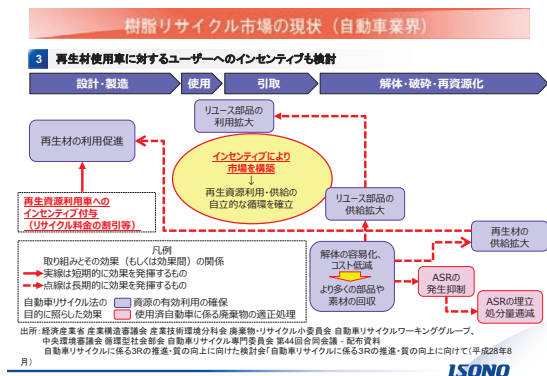 樹脂リサイクル市場の現状（自動車業界）
3 再生材使用車に対するユーザーへのインセンティブも検討
設計・製造
使用
引取
解体・破砕・再資源化
リユース部品の
利用拡大
再生材の利用促進
インセンティブにより
市場を構築
↓
再生資源利用・供給の
自立的な循環を確立
再生資源利用車への
インセンティブ付与
（リサイクル料金の割引等）
リユース部品の
供給拡大
再生材の
供給拡大
解体の容易化、
コスト低減
より多くの部品や
素材の回収
ASRの
発生抑制
ASRの埋立
処分量逓減
凡例
取り組みとその効果（もしくは効果間）の関係
実線は短期的に効果を発揮するもの
点線は長期的に効果を発揮するもの
自動車リサイクル法の
目的に照らした効果
資源の有効利用の確保
使用済自動車に係る廃棄物の適正処理
出所：経済産業省 産業構造審議会 産業技術環境分科会 廃棄物・リサイクル小委員会 自動車リサイクルワーキンググループ、
中央環境審議会 循環型社会部会 自動車リサイクル専門委員会 第44回合同会議 - 配布資料
自動車リサイクルに係る3Rの推進・質の向上に向けた検討会「自動車リサイクルに係る3Rの推進・質の向上に向けて（平成28年8
月）
ISONO